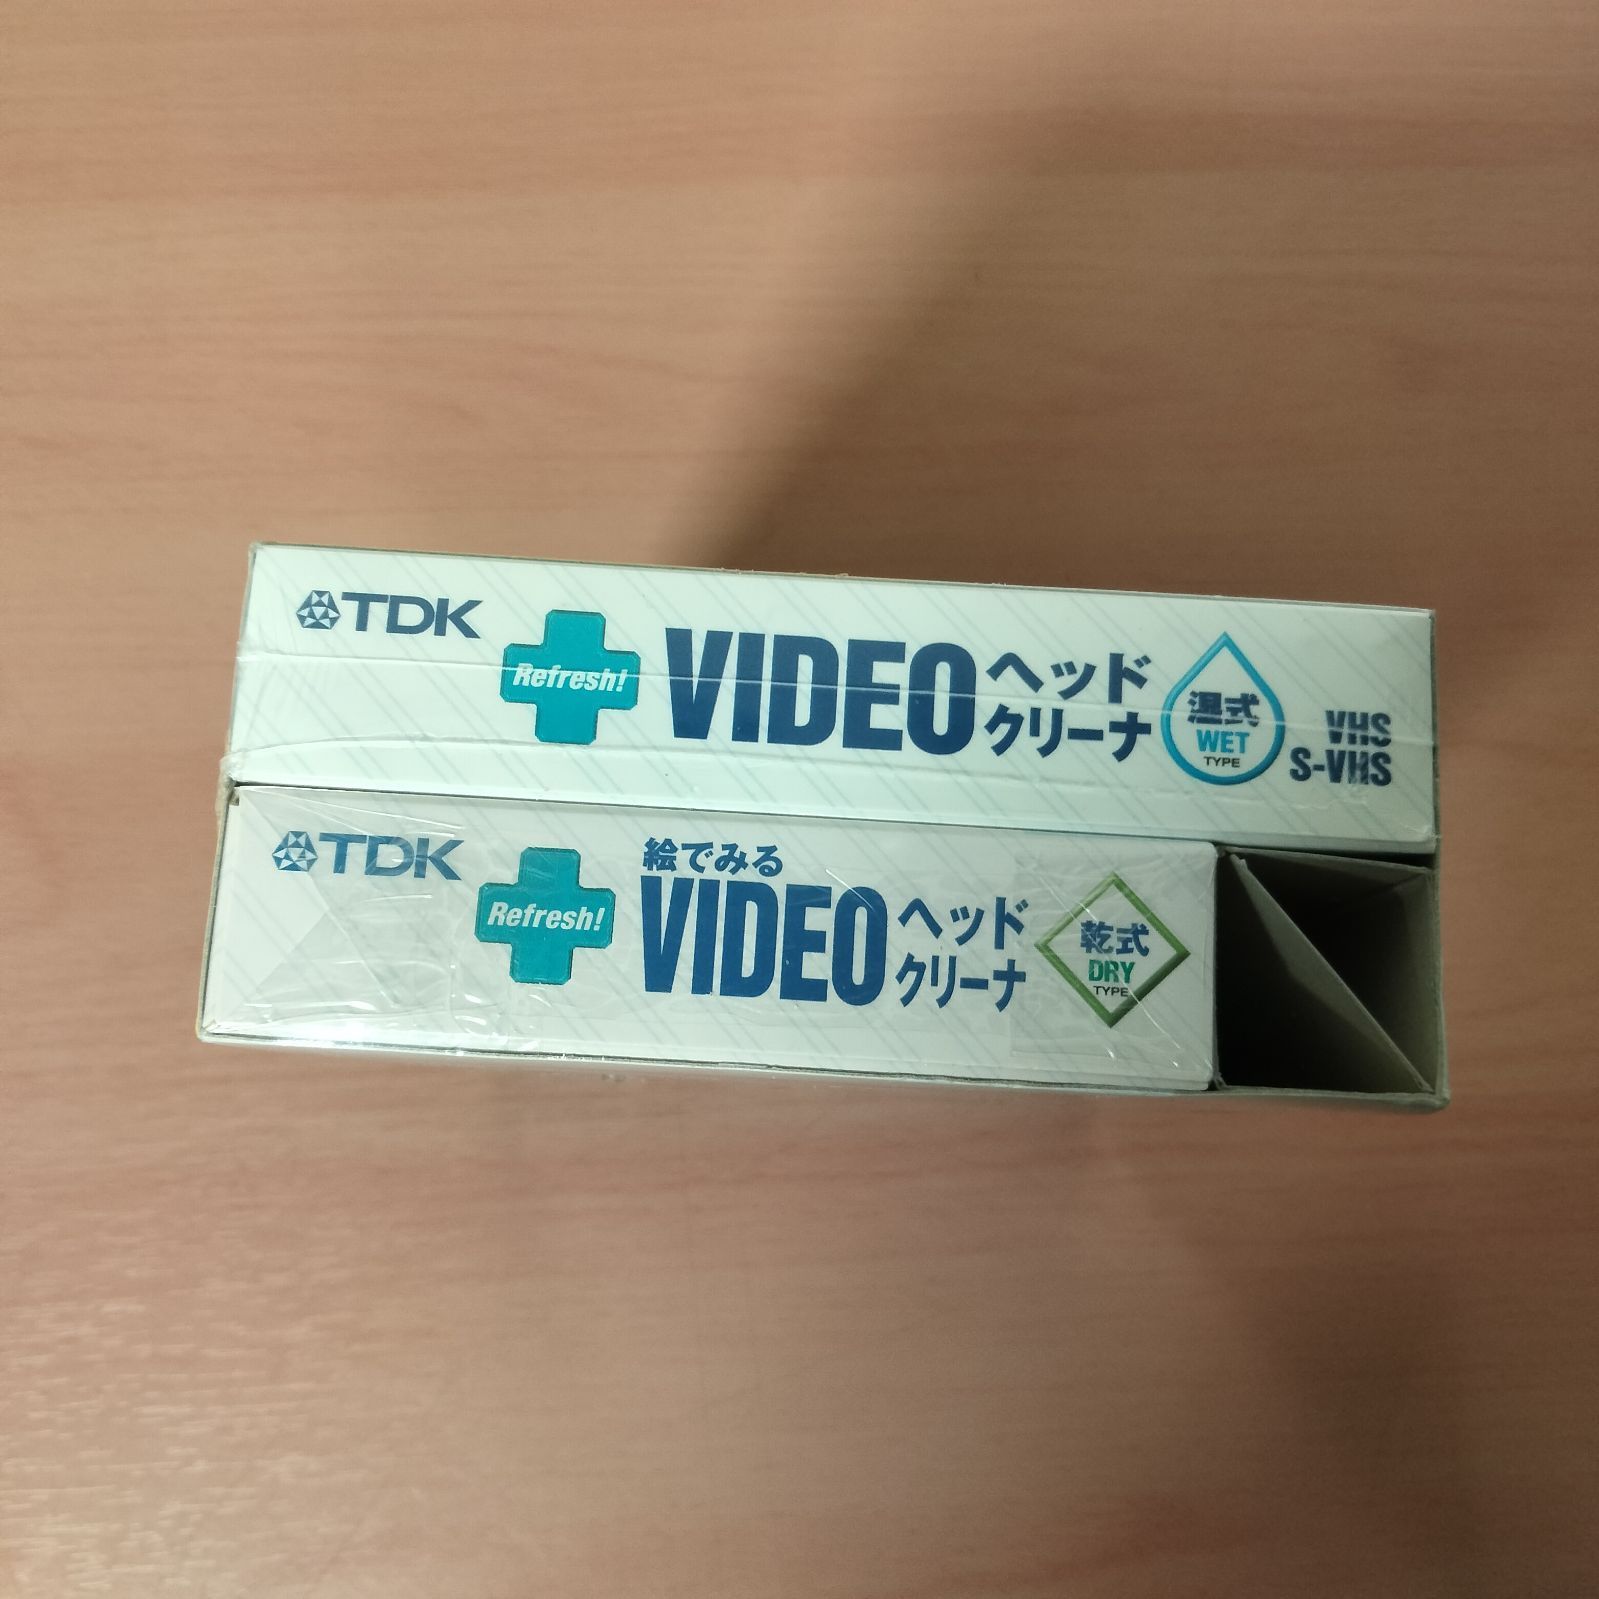 TDK
Refresh!
VIDEO ヘッド
クリーナ
湿式
WET
TYPE
VHS
S-VHS
TDK
Refresh!
絵でみる
VIDEO ヘッド
クリーナ
乾式
DRY
TYPE